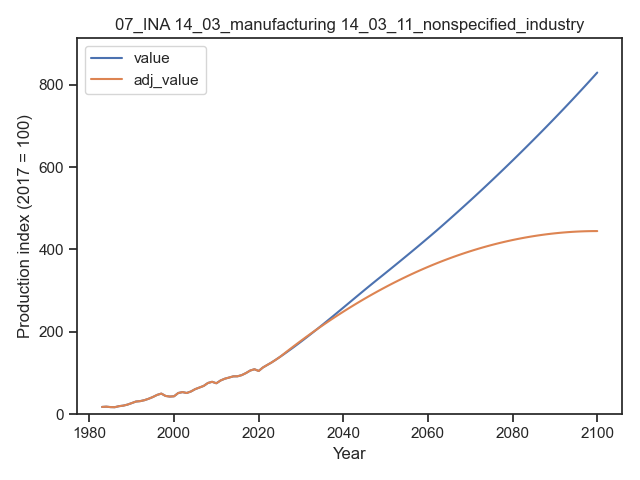 07_INA 14_03_manufacturing 14_03_11_nonspecified_industry
value
adj_value
Production index (2017 = 100)
800
600
400
200
0
1980 2000 2020 2040 2060 2080 2100
Year